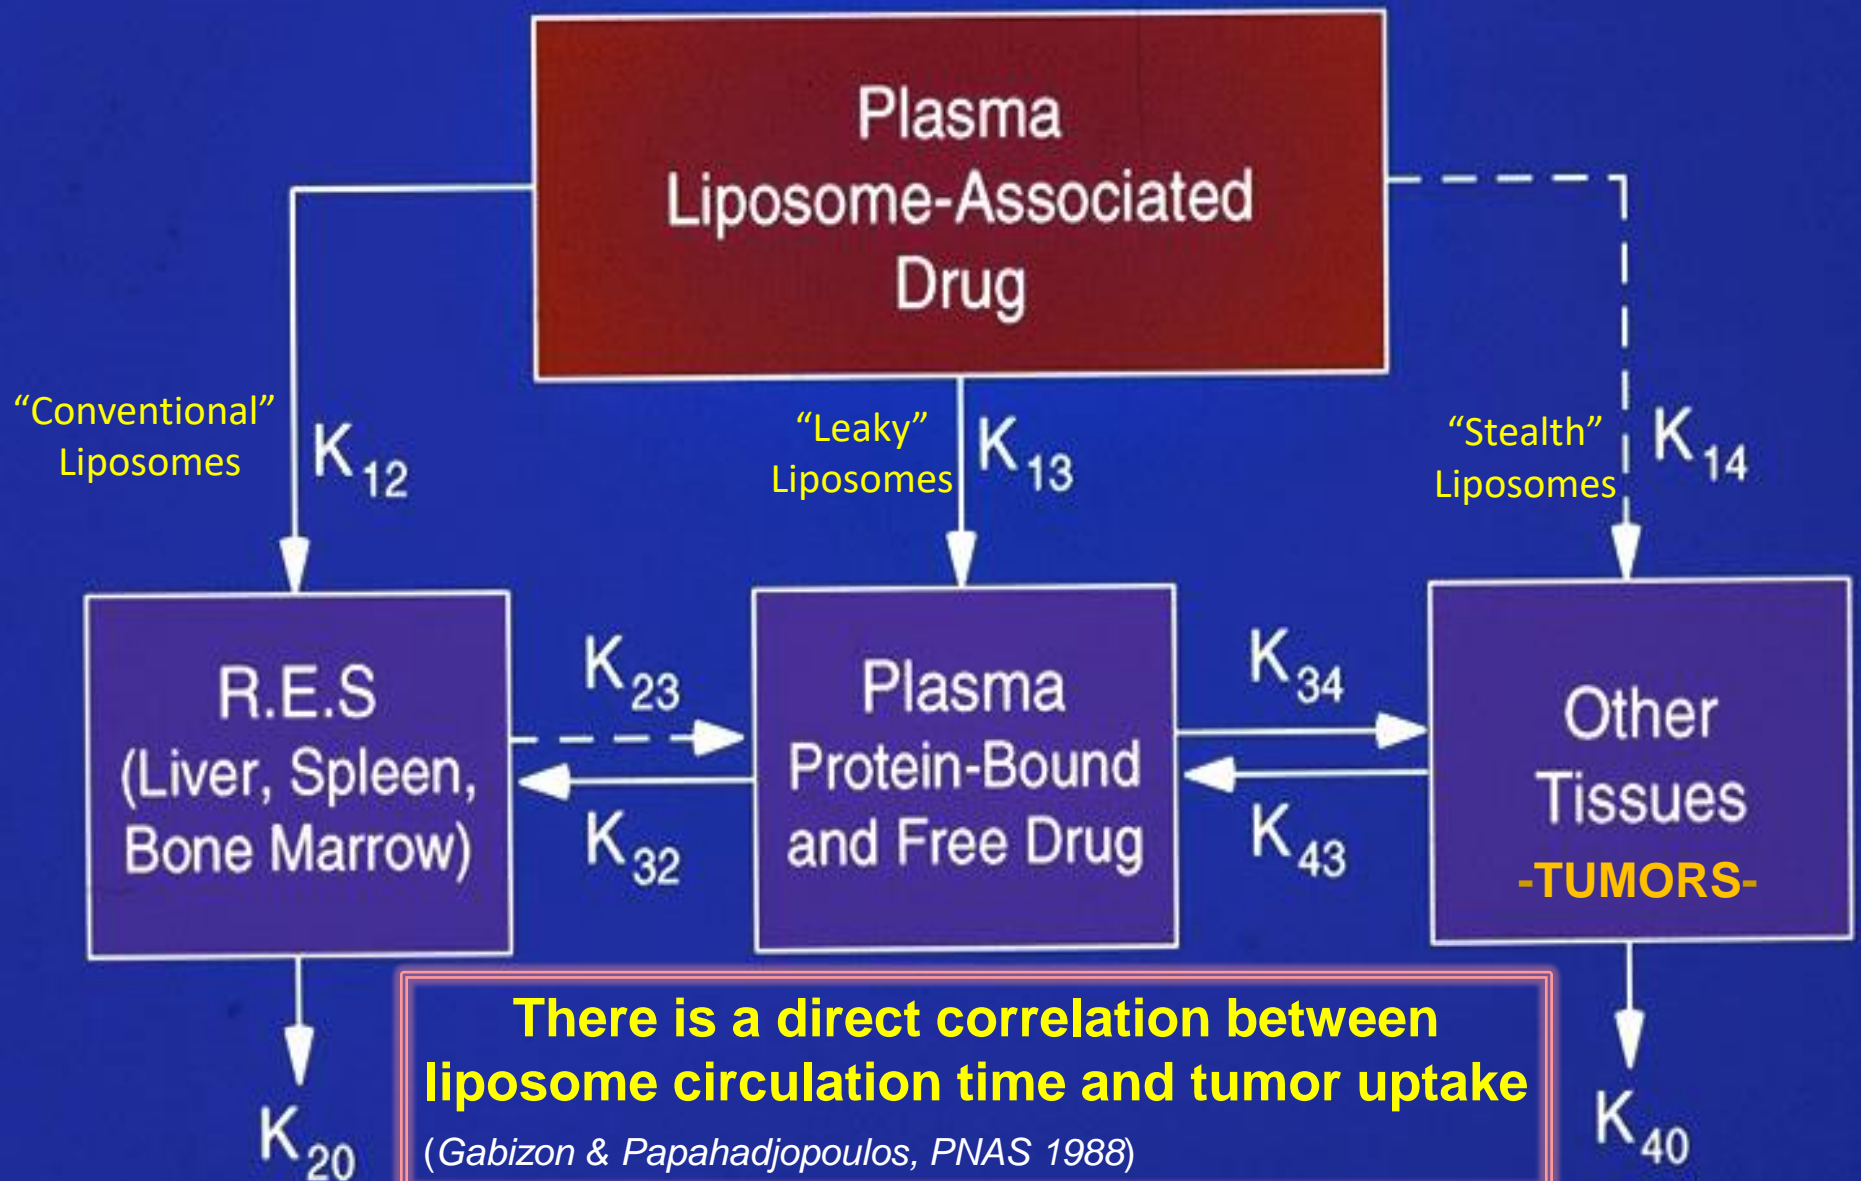 Plasma
Liposome-Associated
Drug
“Conventional”
Liposomes
K12
“Leaky”
Liposomes
K13
“Stealth”
Liposomes
K14
R.E.S
(Liver, Spleen,
Bone Marrow)
K23
K32
Plasma
Protein-Bound
and Free Drug
K34
K43
Other
Tissues
-TUMORS-
K20
There is a direct correlation between
liposome circulation time and tumor uptake
(Gabizon & Papahadjopoulos, PNAS 1988)
K40